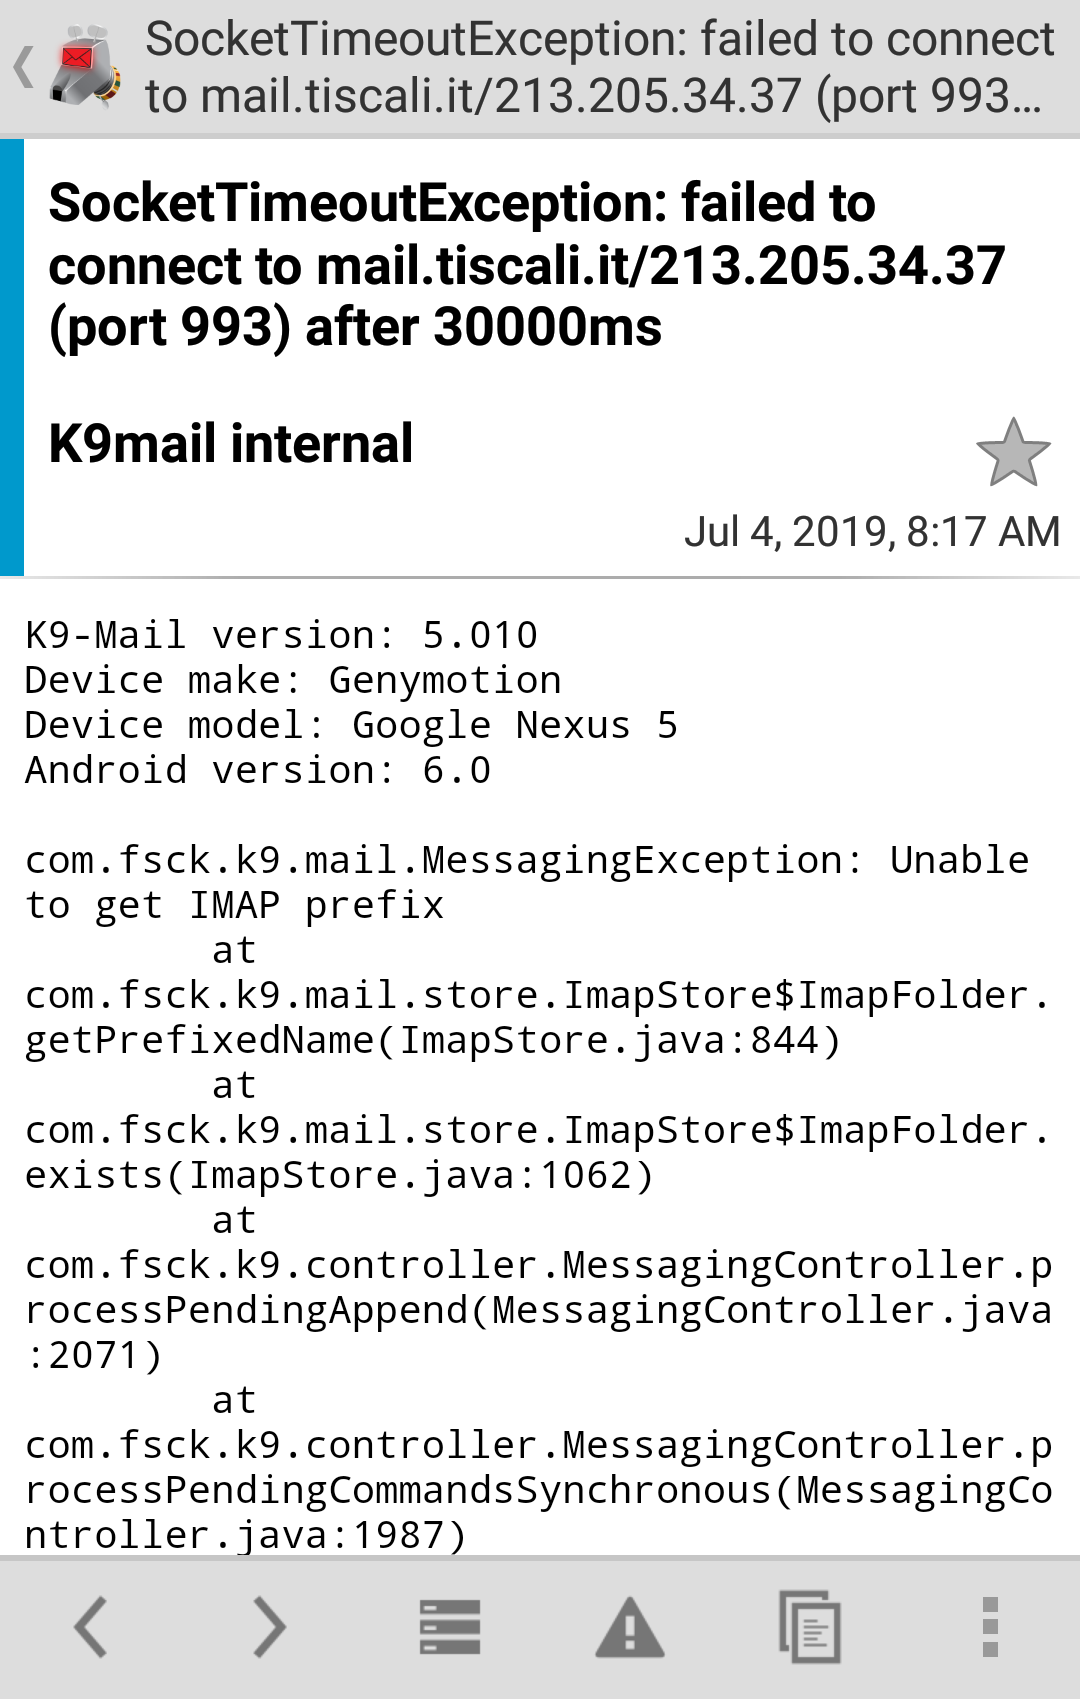 SocketTimeoutException: failed to connect
to mail.tiscali.it/213.205.34.37 (port 993...
SocketTimeoutException: failed to
connect to mail.tiscali.it/213.205.34.37
(port 993) after 30000ms
K9mail internal
Jul 4, 2019, 8:17 AM
K9-Mail version: 5.010
Device make: Genymotion
Device model: Google Nexus 5
Android version: 6.0
com.fsck.k9.mail.MessagingException: Unable
to get IMAP prefix
at
com.fsck.k9.mail.store.ImapStore$ImapFolder.
getPrefixedName(ImapStore.java:844)
at
com.fsck.k9.mail.store.ImapStore$ImapFolder.
exists(ImapStore.java:1062)
at
com.fsck.k9.controller.MessagingController.p
rocessPendingAppend(MessagingController.java
:2071)
at
com.fsck.k9.controller.MessagingController.p
rocessPendingCommandsSynchronous(MessagingCo
ntroller.java:1987)